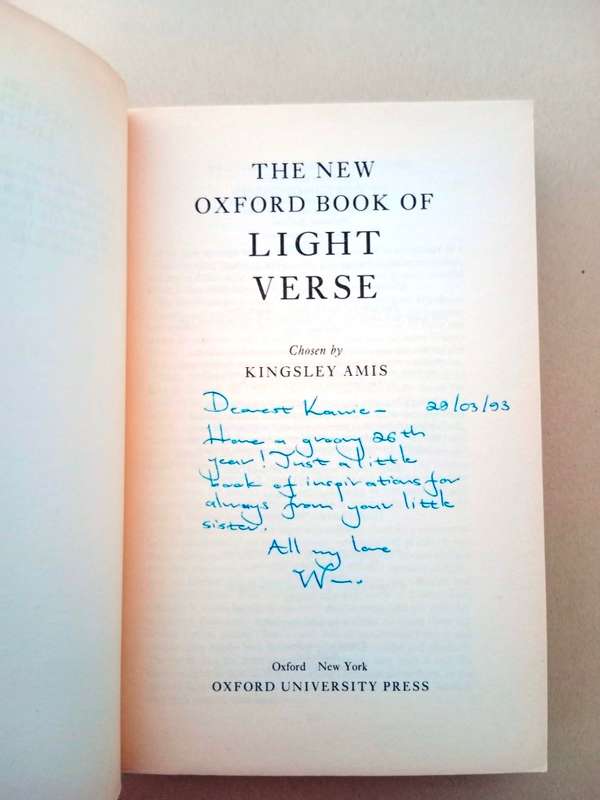 THE NEW
OXFORD BOOK OF
LIGHT
VERSE
Chosen by
KINGSLEY AMIS
Dearest – 29/03/93
Have a groovy 26th
year! Just a little
book of inspirations for
always from your little
sister.
All my love
Oxford New York
OXFORD UNIVERSITY PRESS